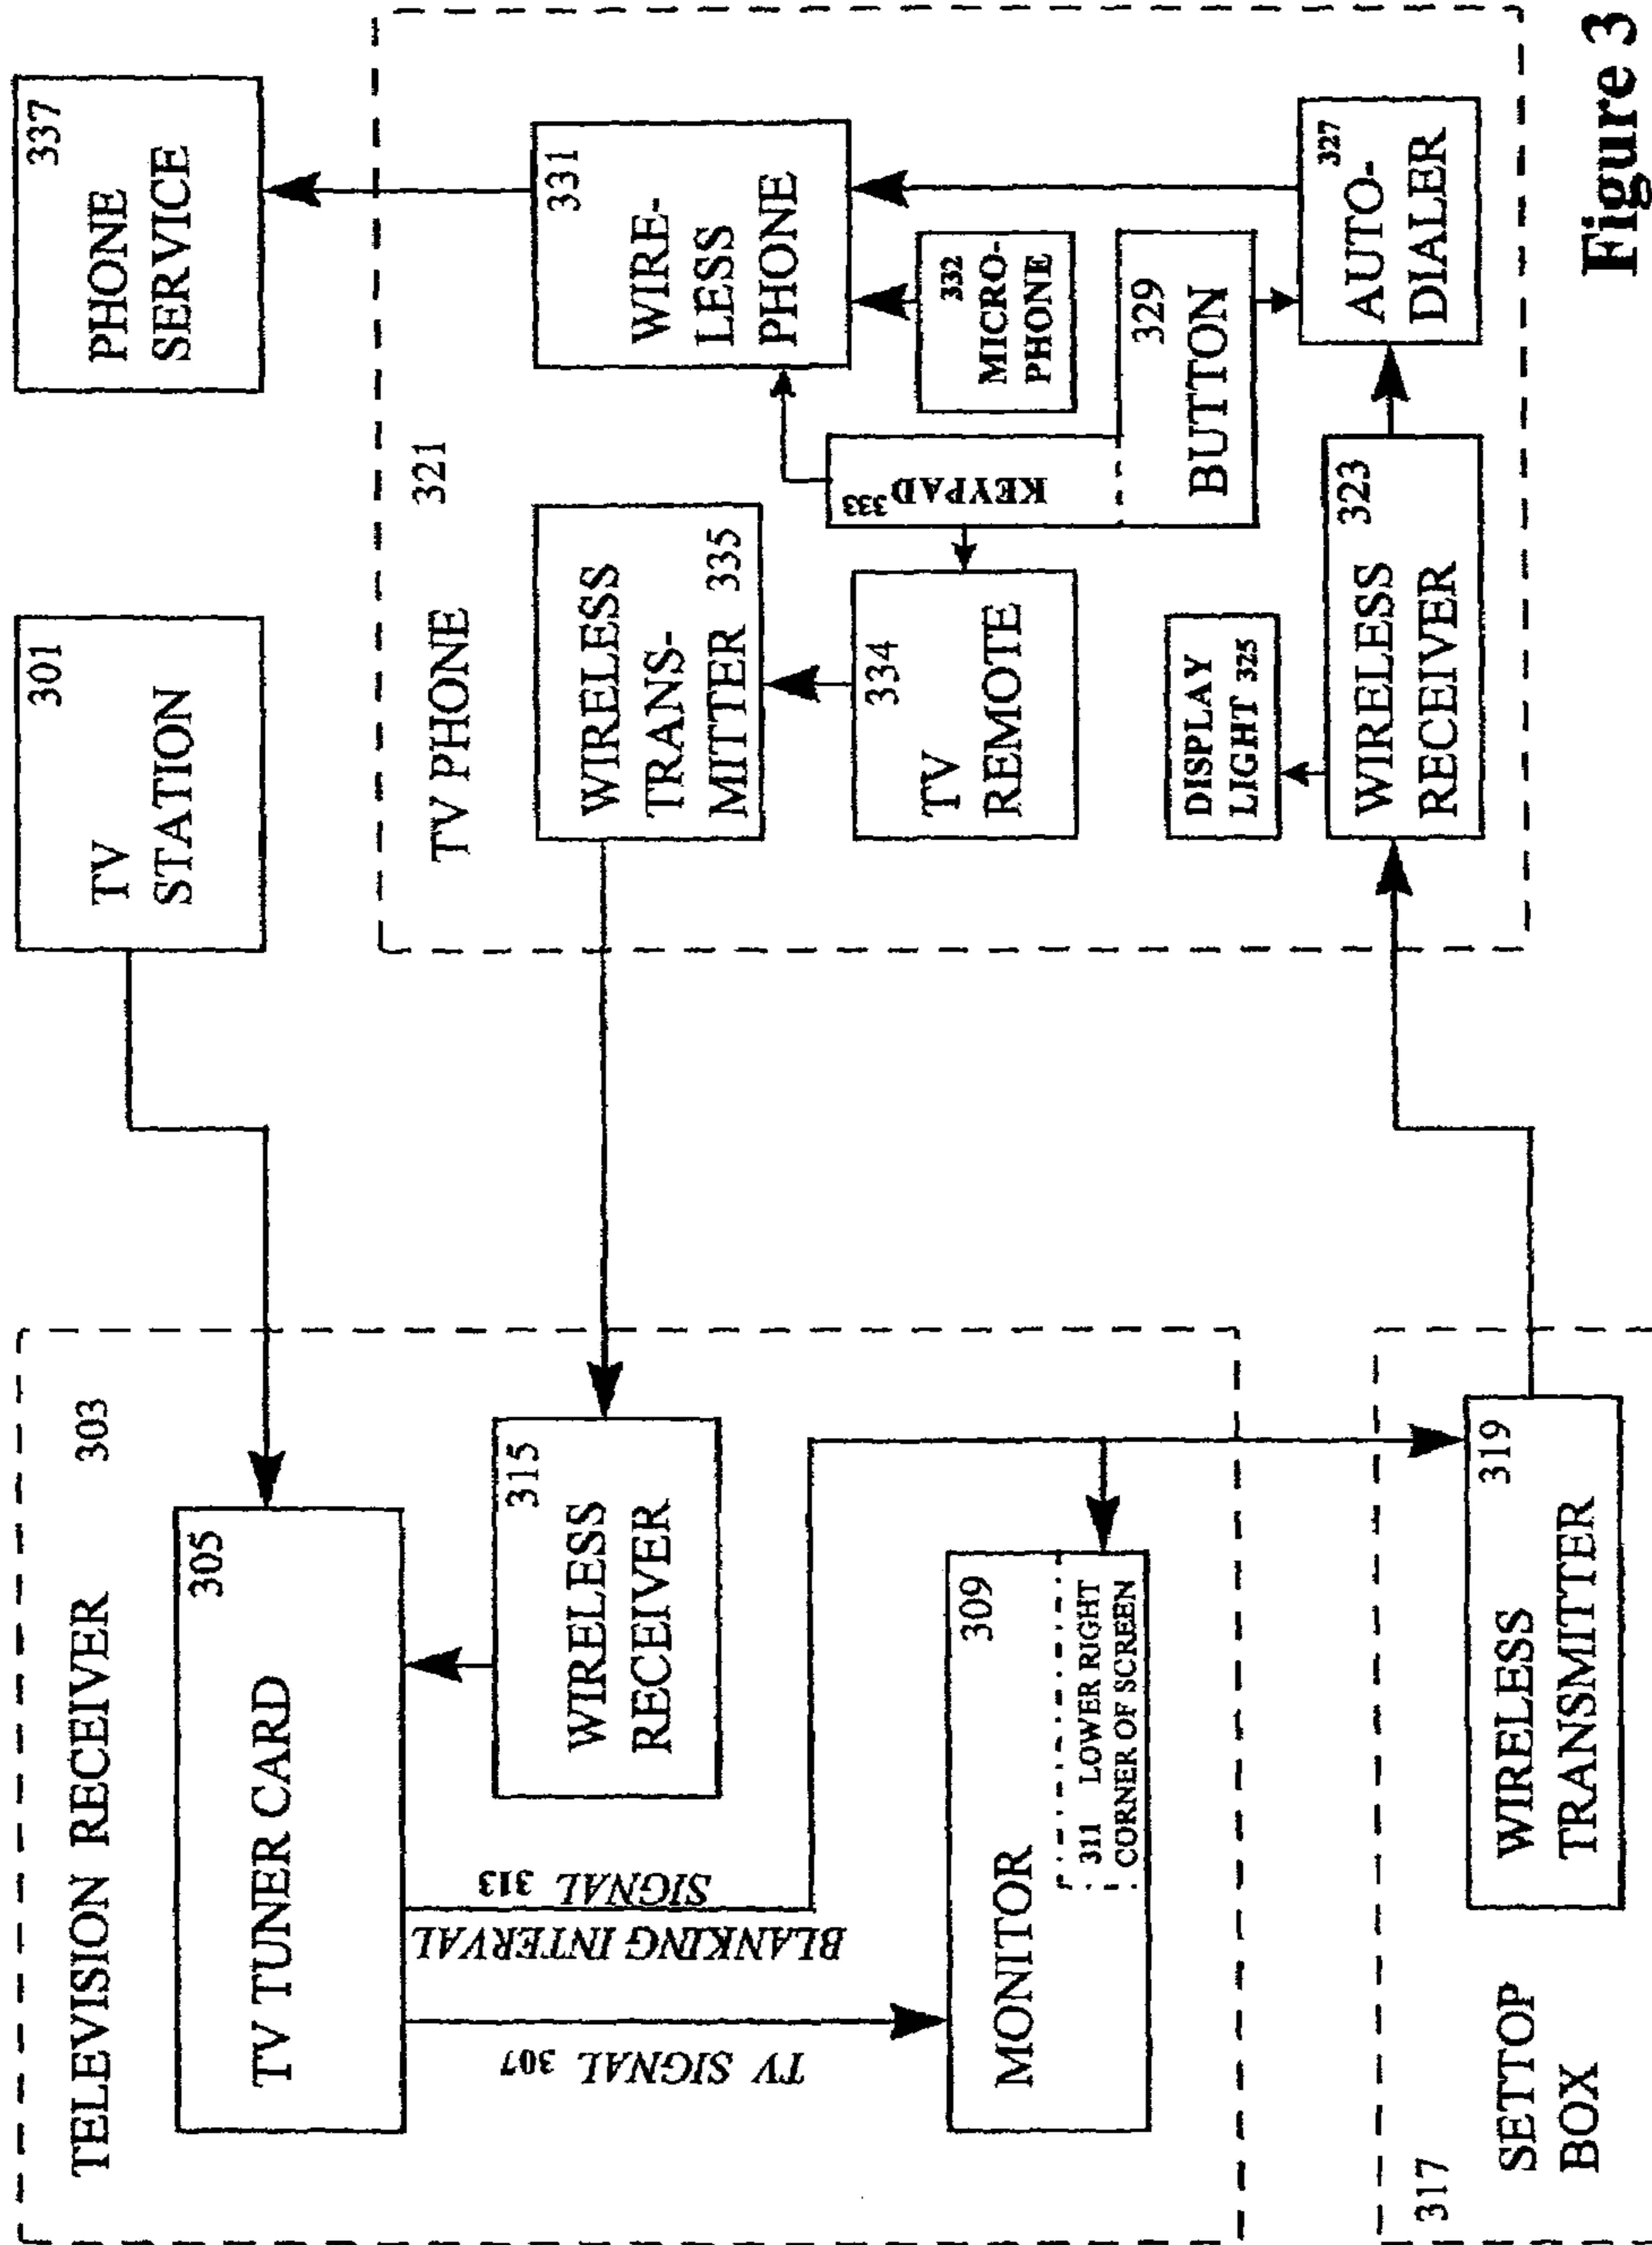 TELEVISION RECEIVER 303
TV TUNER CARD
305
WIRELESS
RECEIVER
315
TV SIGNAL 307
BLANKING INTERVAL
SIGNAL 313
MONITOR
309
311 LOWER RIGHT
CORNER OF SCREEN
317
SETTOP
BOX
WIRELESS
TRANSMITTER
319
TV
STATION
301
PHONE
SERVICE
337
TV PHONE 321
WIRELESS
TRANS-
MITTER 335
WIRE-
LESS
PHONE
331
TV
REMOTE
334
KEYPAD 333
332
MICRO-
PHONE
BUTTON
329
DISPLAY
LIGHT 325
WIRELESS
RECEIVER
323
AUTO-
DIALER
327
Figure 3